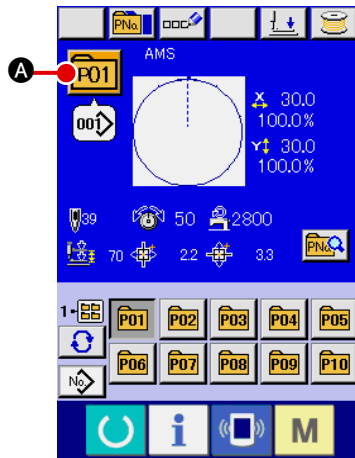 PNo.
A
AMS
P01
001
X 30.0
100.0%
Y 30.0
100.0%
39 50 2800
70 2.2 3.3 PNo.
1- P01 P02 P03 P04 P05
No. P06 P07 P08 P09 P10
i M